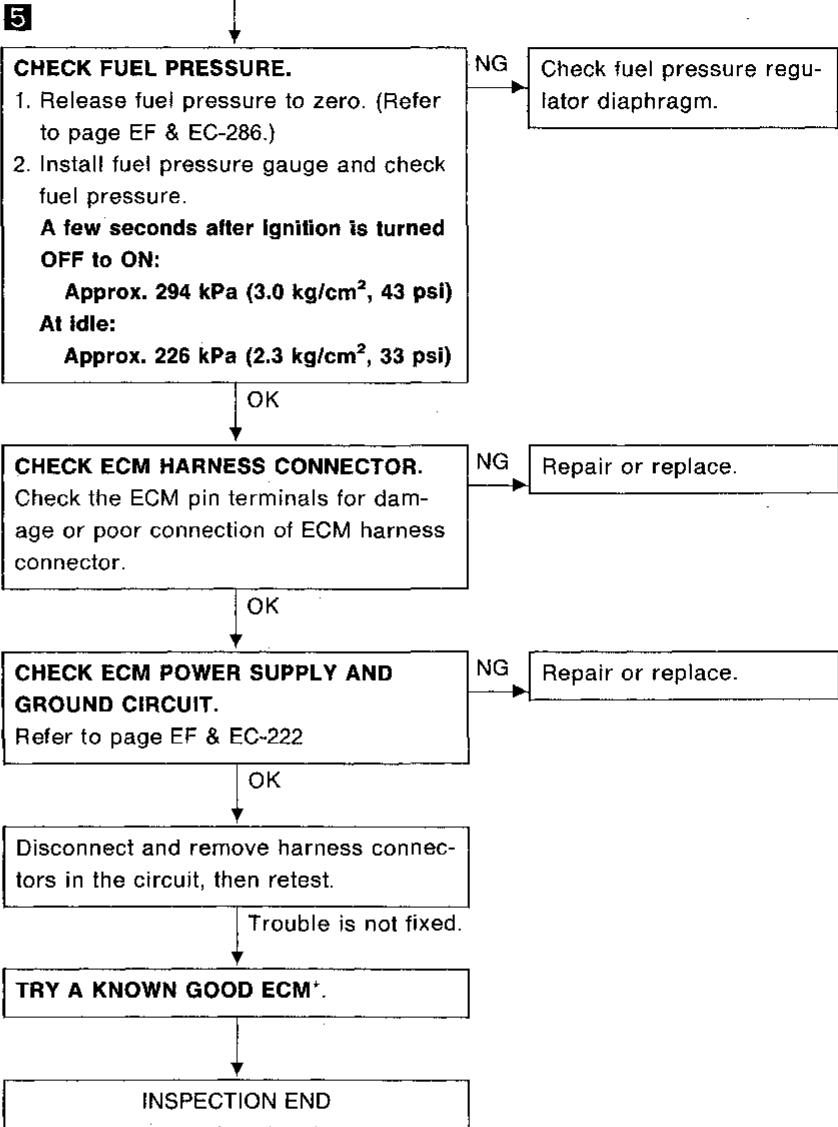 5
CHECK FUEL PRESSURE.
1. Release fuel pressure to zero. (Refer
to page EF & EC-286.)
2. Install fuel pressure gauge and check
fuel pressure.
A few seconds after ignition is turned
OFF to ON:
Approx. 294 kPa (3.0 kg/cm², 43 psi)
At idle:
Approx. 226 kPa (2.3 kg/cm², 33 psi)
NG
Check fuel pressure regu-
lator diaphragm.
OK
CHECK ECM HARNESS CONNECTOR.
Check the ECM pin terminals for dam-
age or poor connection of ECM harness
connector.
NG
Repair or replace.
OK
CHECK ECM POWER SUPPLY AND
GROUND CIRCUIT.
Refer to page EF & EC-222
NG
Repair or replace.
OK
Disconnect and remove harness connec-
tors in the circuit, then retest.
Trouble is not fixed.
TRY A KNOWN GOOD ECM*.
INSPECTION END